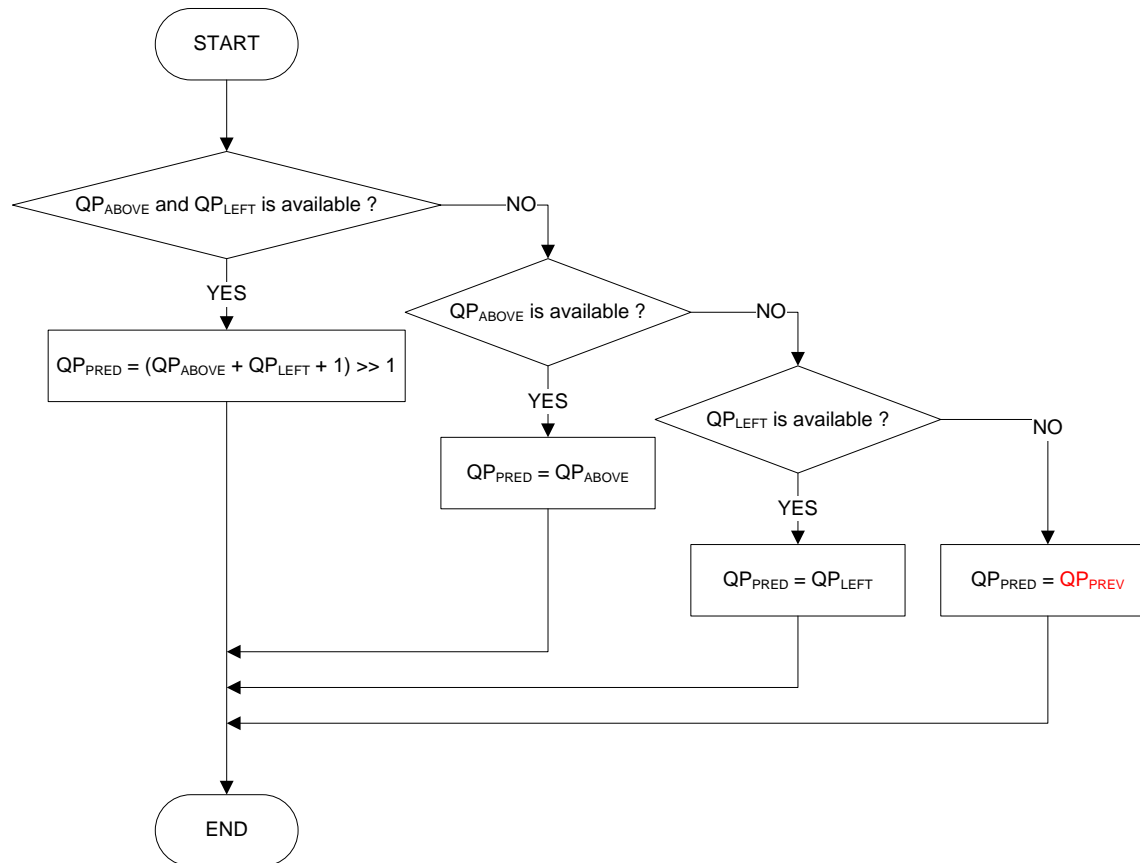 START
QPABOVE and QPLEFT is available ?
NO
YES
QPABOVE is available ?
NO
QPPRED = (QPABOVE + QPLEFT + 1) >> 1
YES
QPLEFT is available ?
NO
QPPRED = QPABOVE
YES
QPPRED = QPLEFT
QPPRED = QPPREV
END